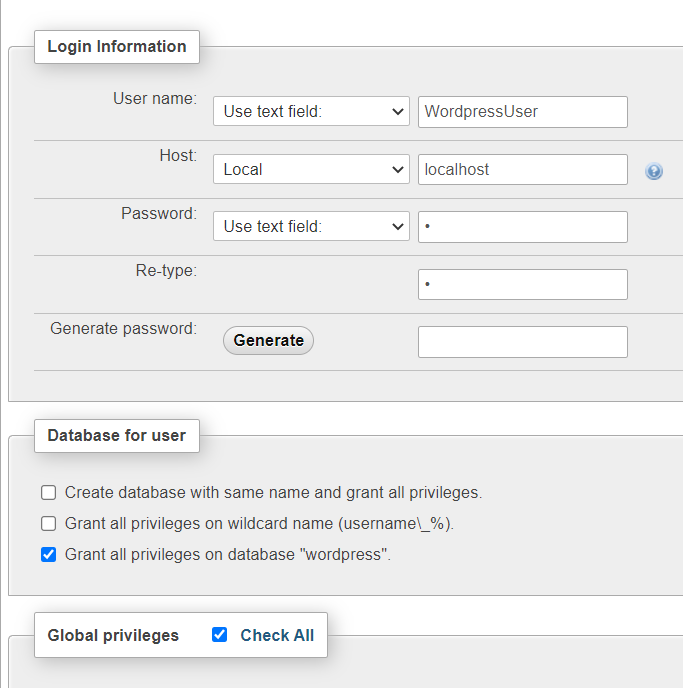 Login Information
User name: Use text field: WordpressUser
Host: Local localhost
Password: Use text field: •
Re-type: •
Generate password: Generate
Database for user
Create database with same name and grant all privileges.
Grant all privileges on wildcard name (username\_%).
Grant all privileges on database "wordpress".
Global privileges Check All